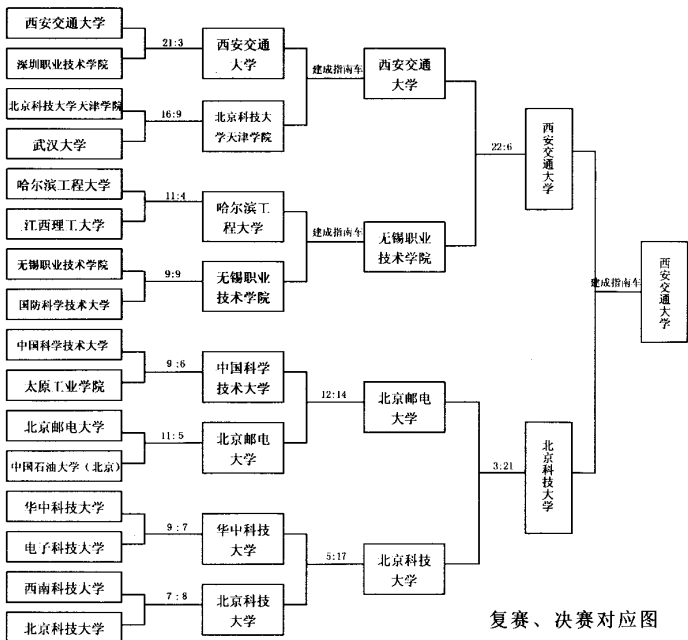 西安交通大学
深圳职业技术学院
21:3
西安交通
大学
北京科技大学天津学院
武汉大学
16:9
北京科技大
学天津学院
建成指南车
西安交通
大学
哈尔滨工程大学
江西理工大学
11:4
哈尔滨工
程大学
无锡职业技术学院
国防科学技术大学
9:9
无锡职业
技术学院
建成指南车
无锡职业
技术学院
22:6
西安交通大学
中国科学技术大学
太原工业学院
9:6
中国科学
技术大学
北京邮电大学
中国石油大学(北京)
11:5
北京邮电
大学
12:14
北京邮电
大学
华中科技大学
电子科技大学
9:7
华中科技
大学
西南科技大学
北京科技大学
7:8
北京科技
大学
5:17
北京科技
大学
3:21
北京科技大学
建成指南车
西安交通大学
复赛、决赛对应图